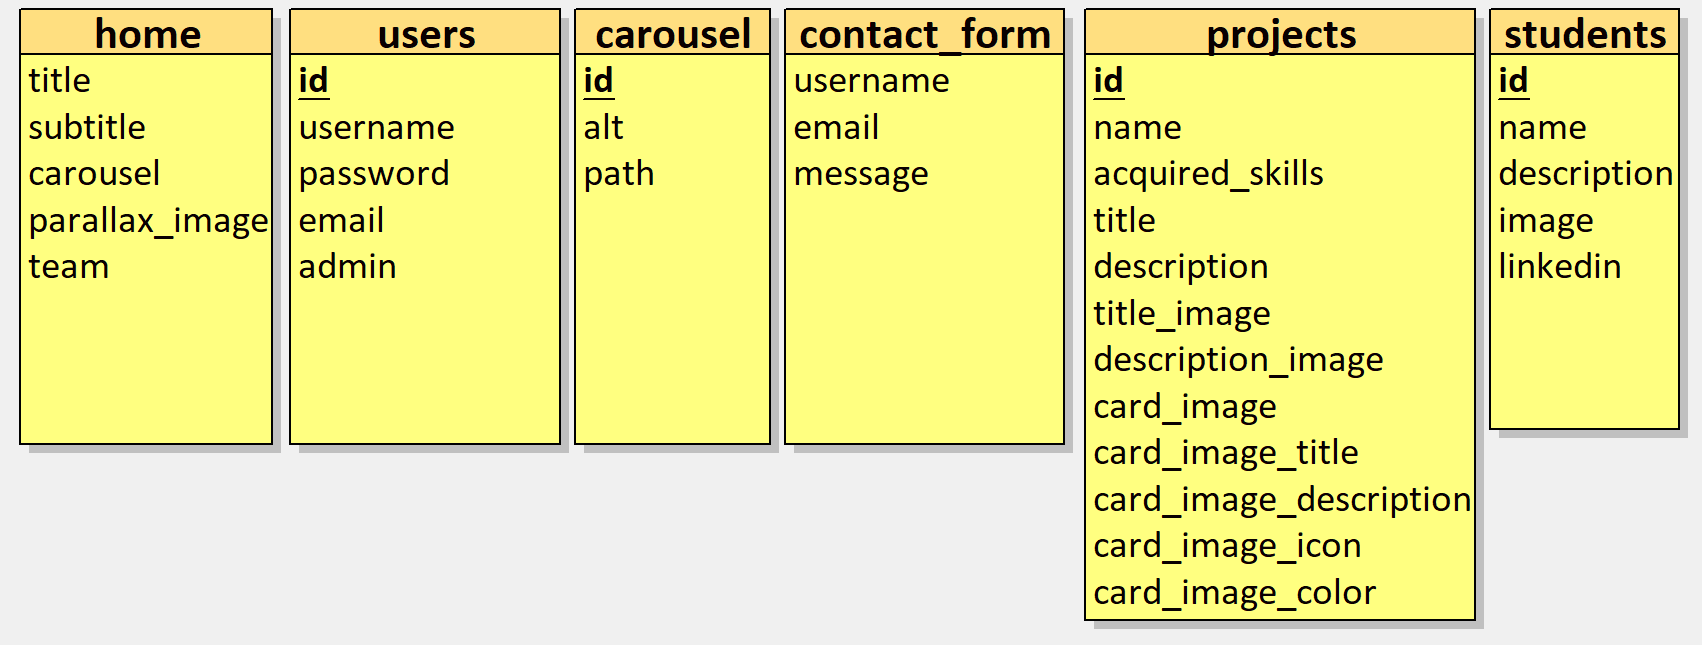 home
title
subtitle
carousel
parallax_image
team
users
id
username
password
email
admin
carousel
id
alt
path
contact_form
username
email
message
projects
id
name
acquired_skills
title
description
title_image
description_image
card_image
card_image_title
card_image_description
card_image_icon
card_image_color
students
id
name
description
image
linkedin